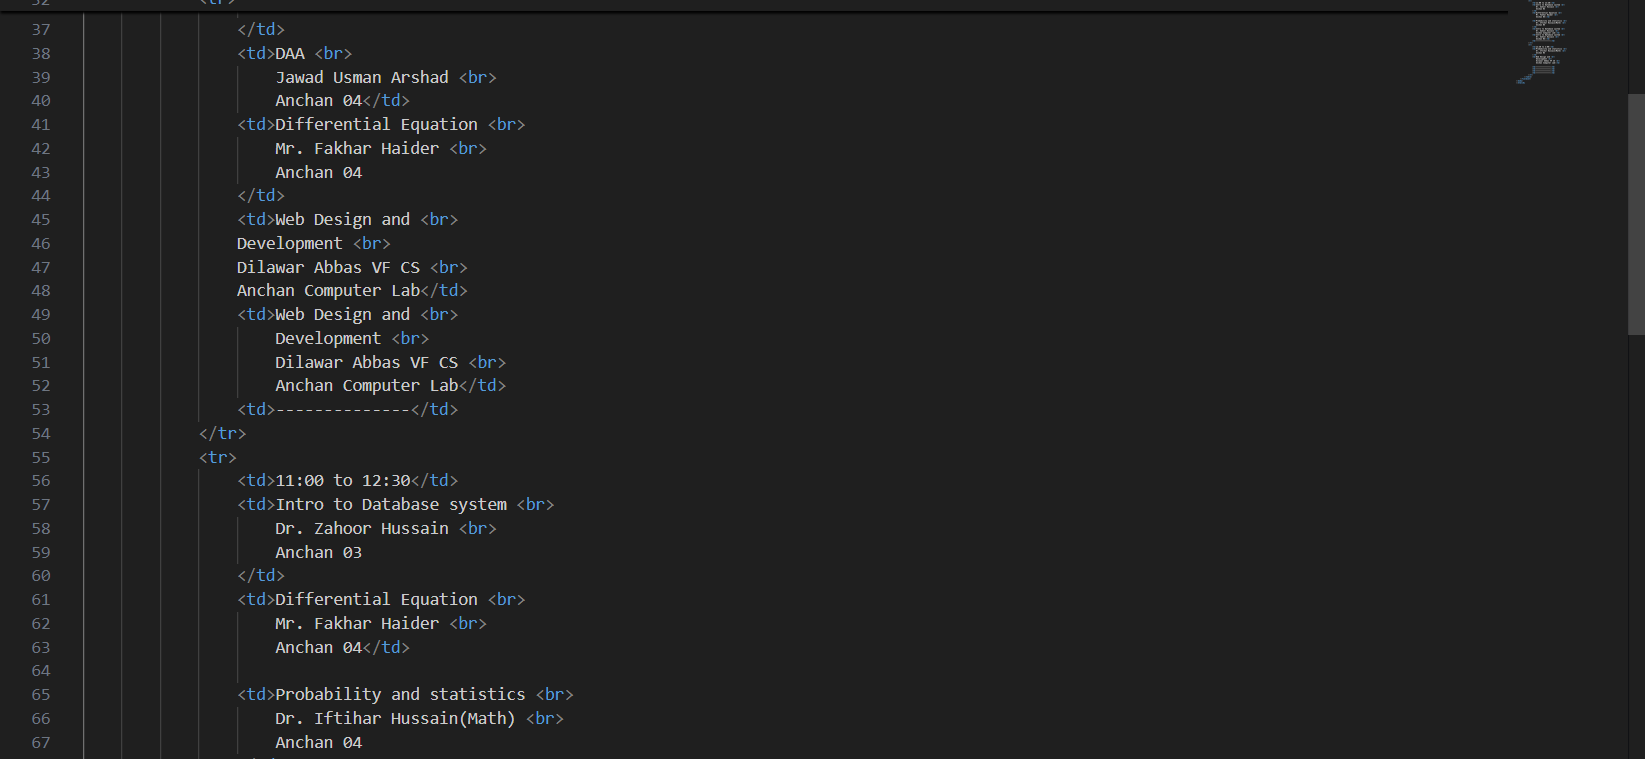 32 <tr>
37 </td>
38 <td>DAA <br>
39 Jawad Usman Arshad <br>
40 Anchan 04</td>
41 <td>Differential Equation <br>
42 Mr. Fakhar Haider <br>
43 Anchan 04
44 </td>
45 <td>Web Design and <br>
46 Development <br>
47 Dilawar Abbas VF CS <br>
48 Anchan Computer Lab</td>
49 <td>Web Design and <br>
50 Development <br>
51 Dilawar Abbas VF CS <br>
52 Anchan Computer Lab</td>
53 <td>--------------</td>
54 </tr>
55 <tr>
56 <td>11:00 to 12:30</td>
57 <td>Intro to Database system <br>
58 Dr. Zahoor Hussain <br>
59 Anchan 03
60 </td>
61 <td>Differential Equation <br>
62 Mr. Fakhar Haider <br>
63 Anchan 04</td>
64
65 <td>Probability and statistics <br>
66 Dr. Iftihar Hussain(Math) <br>
67 Anchan 04